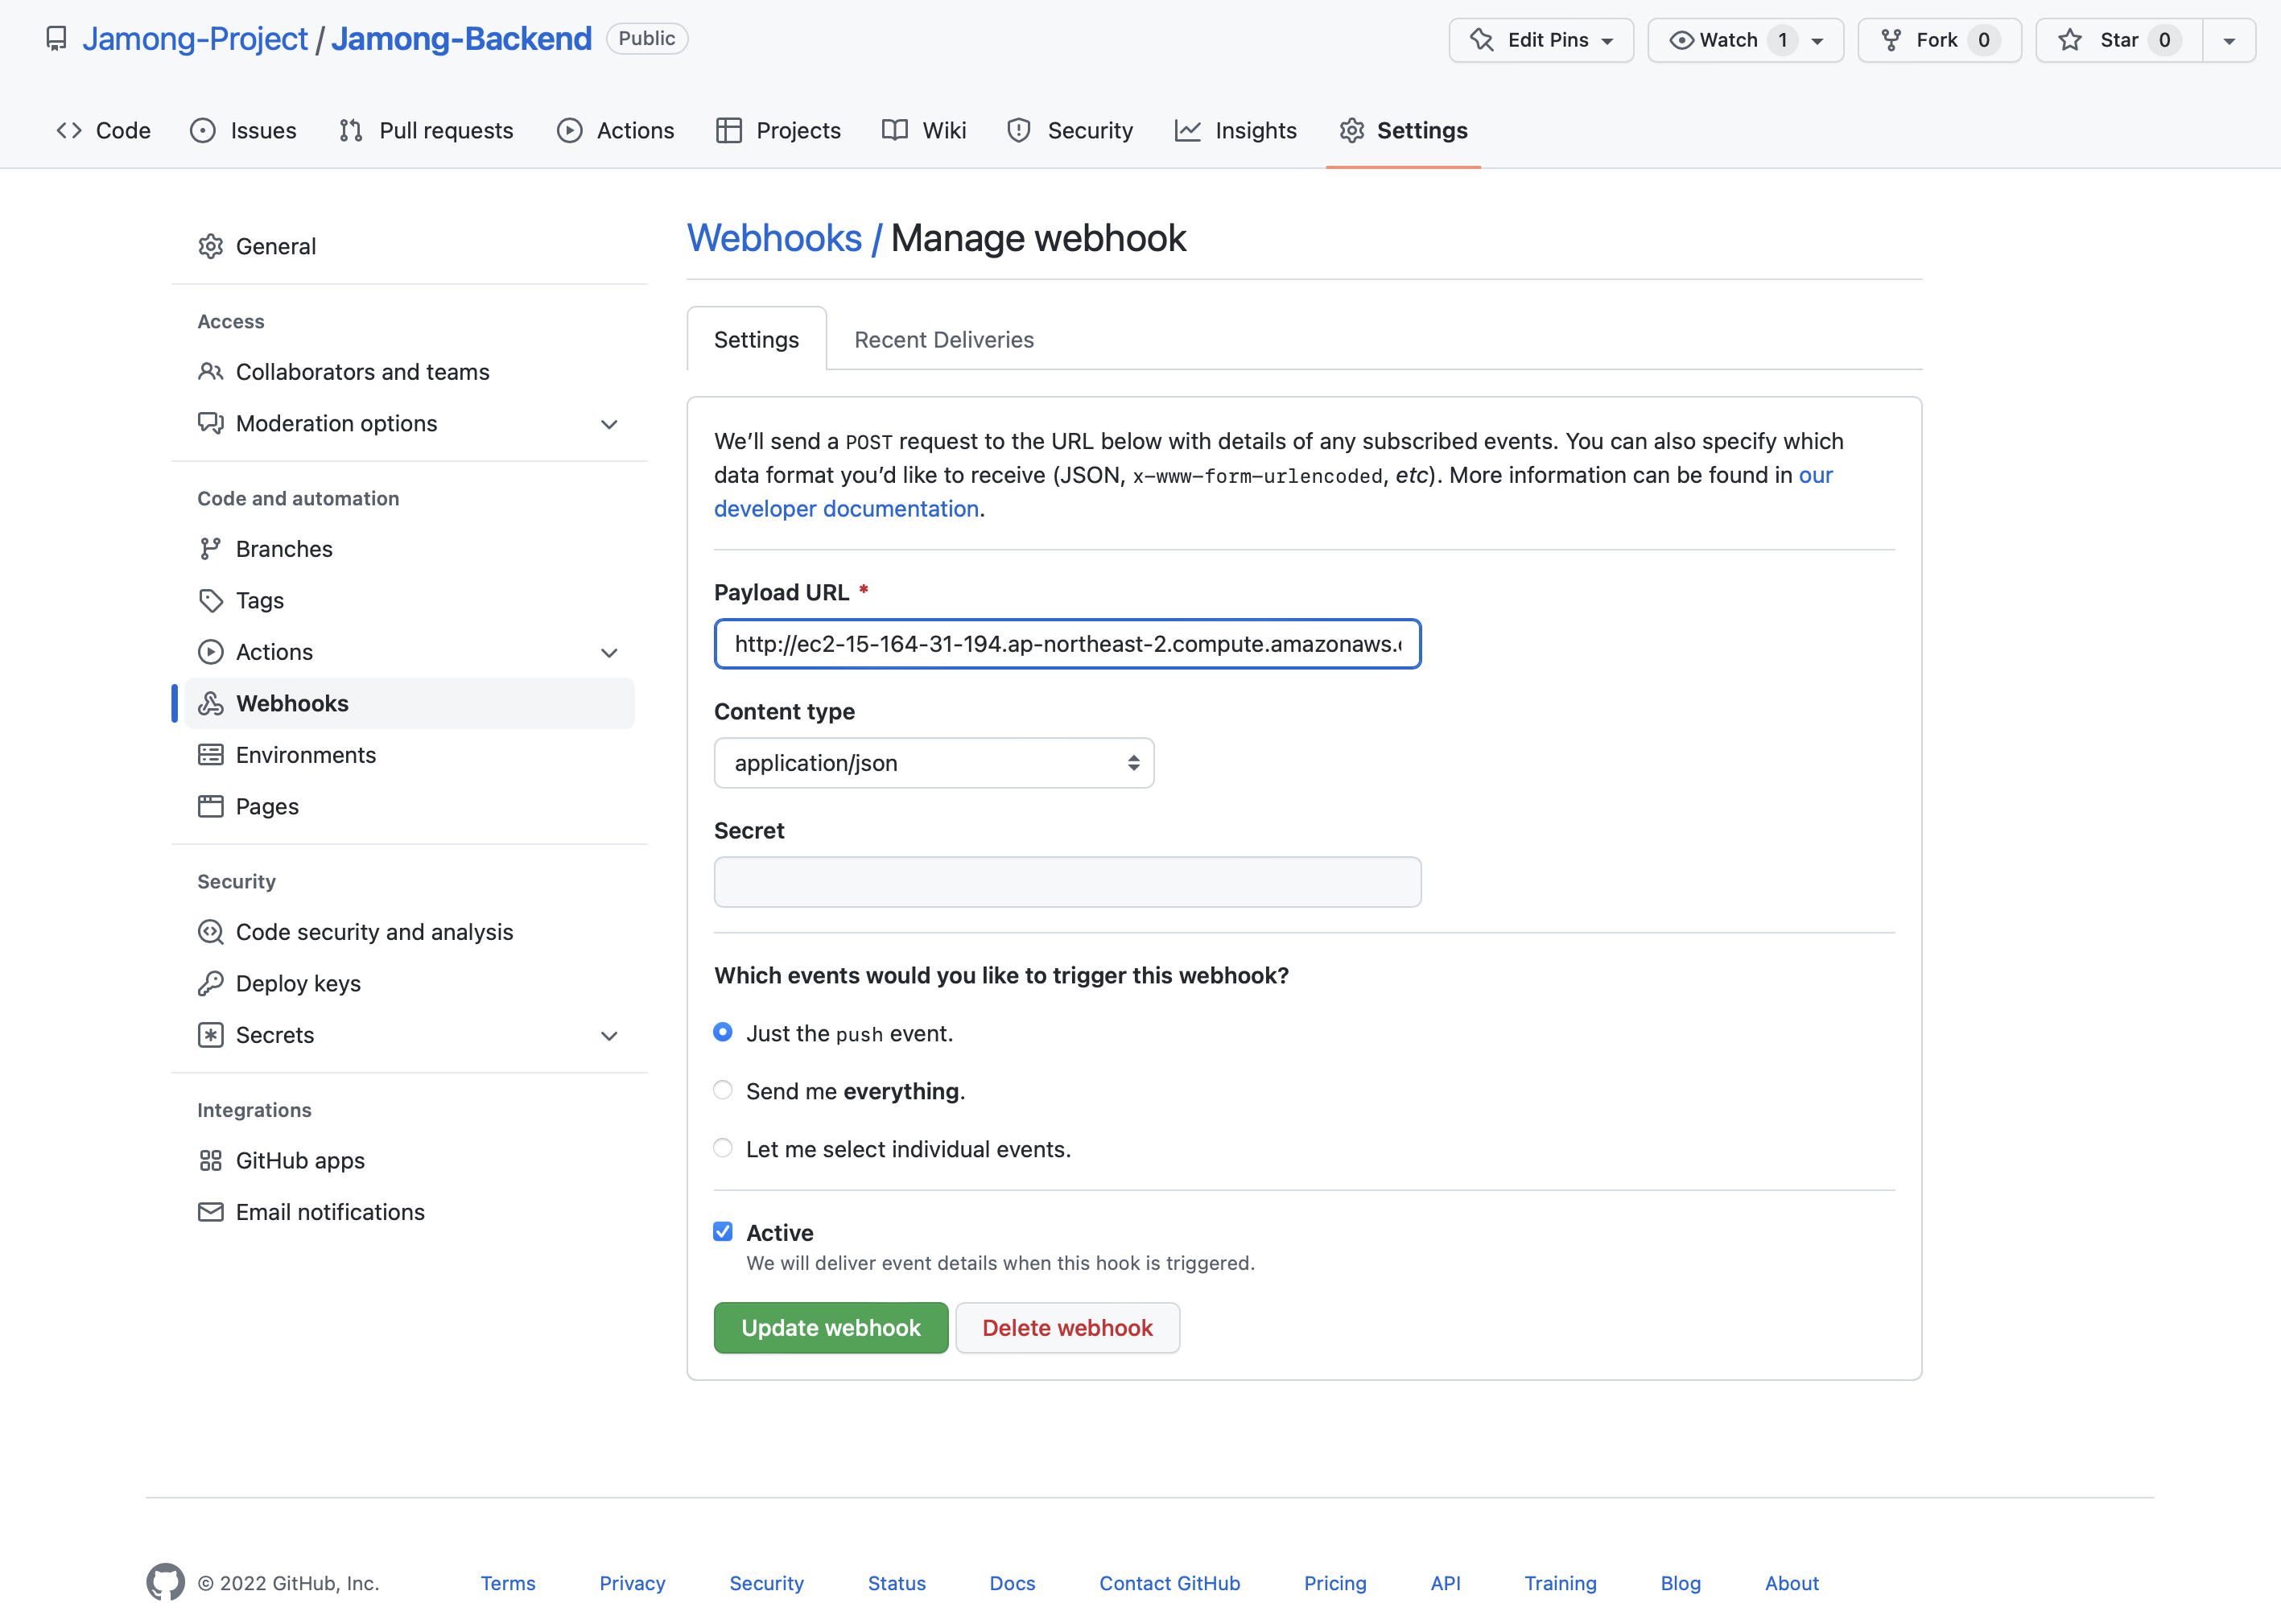 Jamong-Project / Jamong-Backend Public
Edit Pins Watch 1 Fork 0 Star 0
Code Issues Pull requests Actions Projects Wiki Security Insights Settings
General
Access
Collaborators and teams
Moderation options
Code and automation
Branches
Tags
Actions
Webhooks
Environments
Pages
Security
Code security and analysis
Deploy keys
Secrets
Integrations
GitHub apps
Email notifications
Webhooks / Manage webhook
Settings Recent Deliveries
We’ll send a POST request to the URL below with details of any subscribed events. You can also specify which
data format you’d like to receive (JSON, x-www-form-urlencoded, etc). More information can be found in our
developer documentation.
Payload URL *
http://ec2-15-164-31-194.ap-northeast-2.compute.amazonaws.
Content type
application/json
Secret
Which events would you like to trigger this webhook?
Just the push event.
Send me everything.
Let me select individual events.
Active
We will deliver event details when this hook is triggered.
Update webhook Delete webhook
© 2022 GitHub, Inc. Terms Privacy Security Status Docs Contact GitHub Pricing API Training Blog About